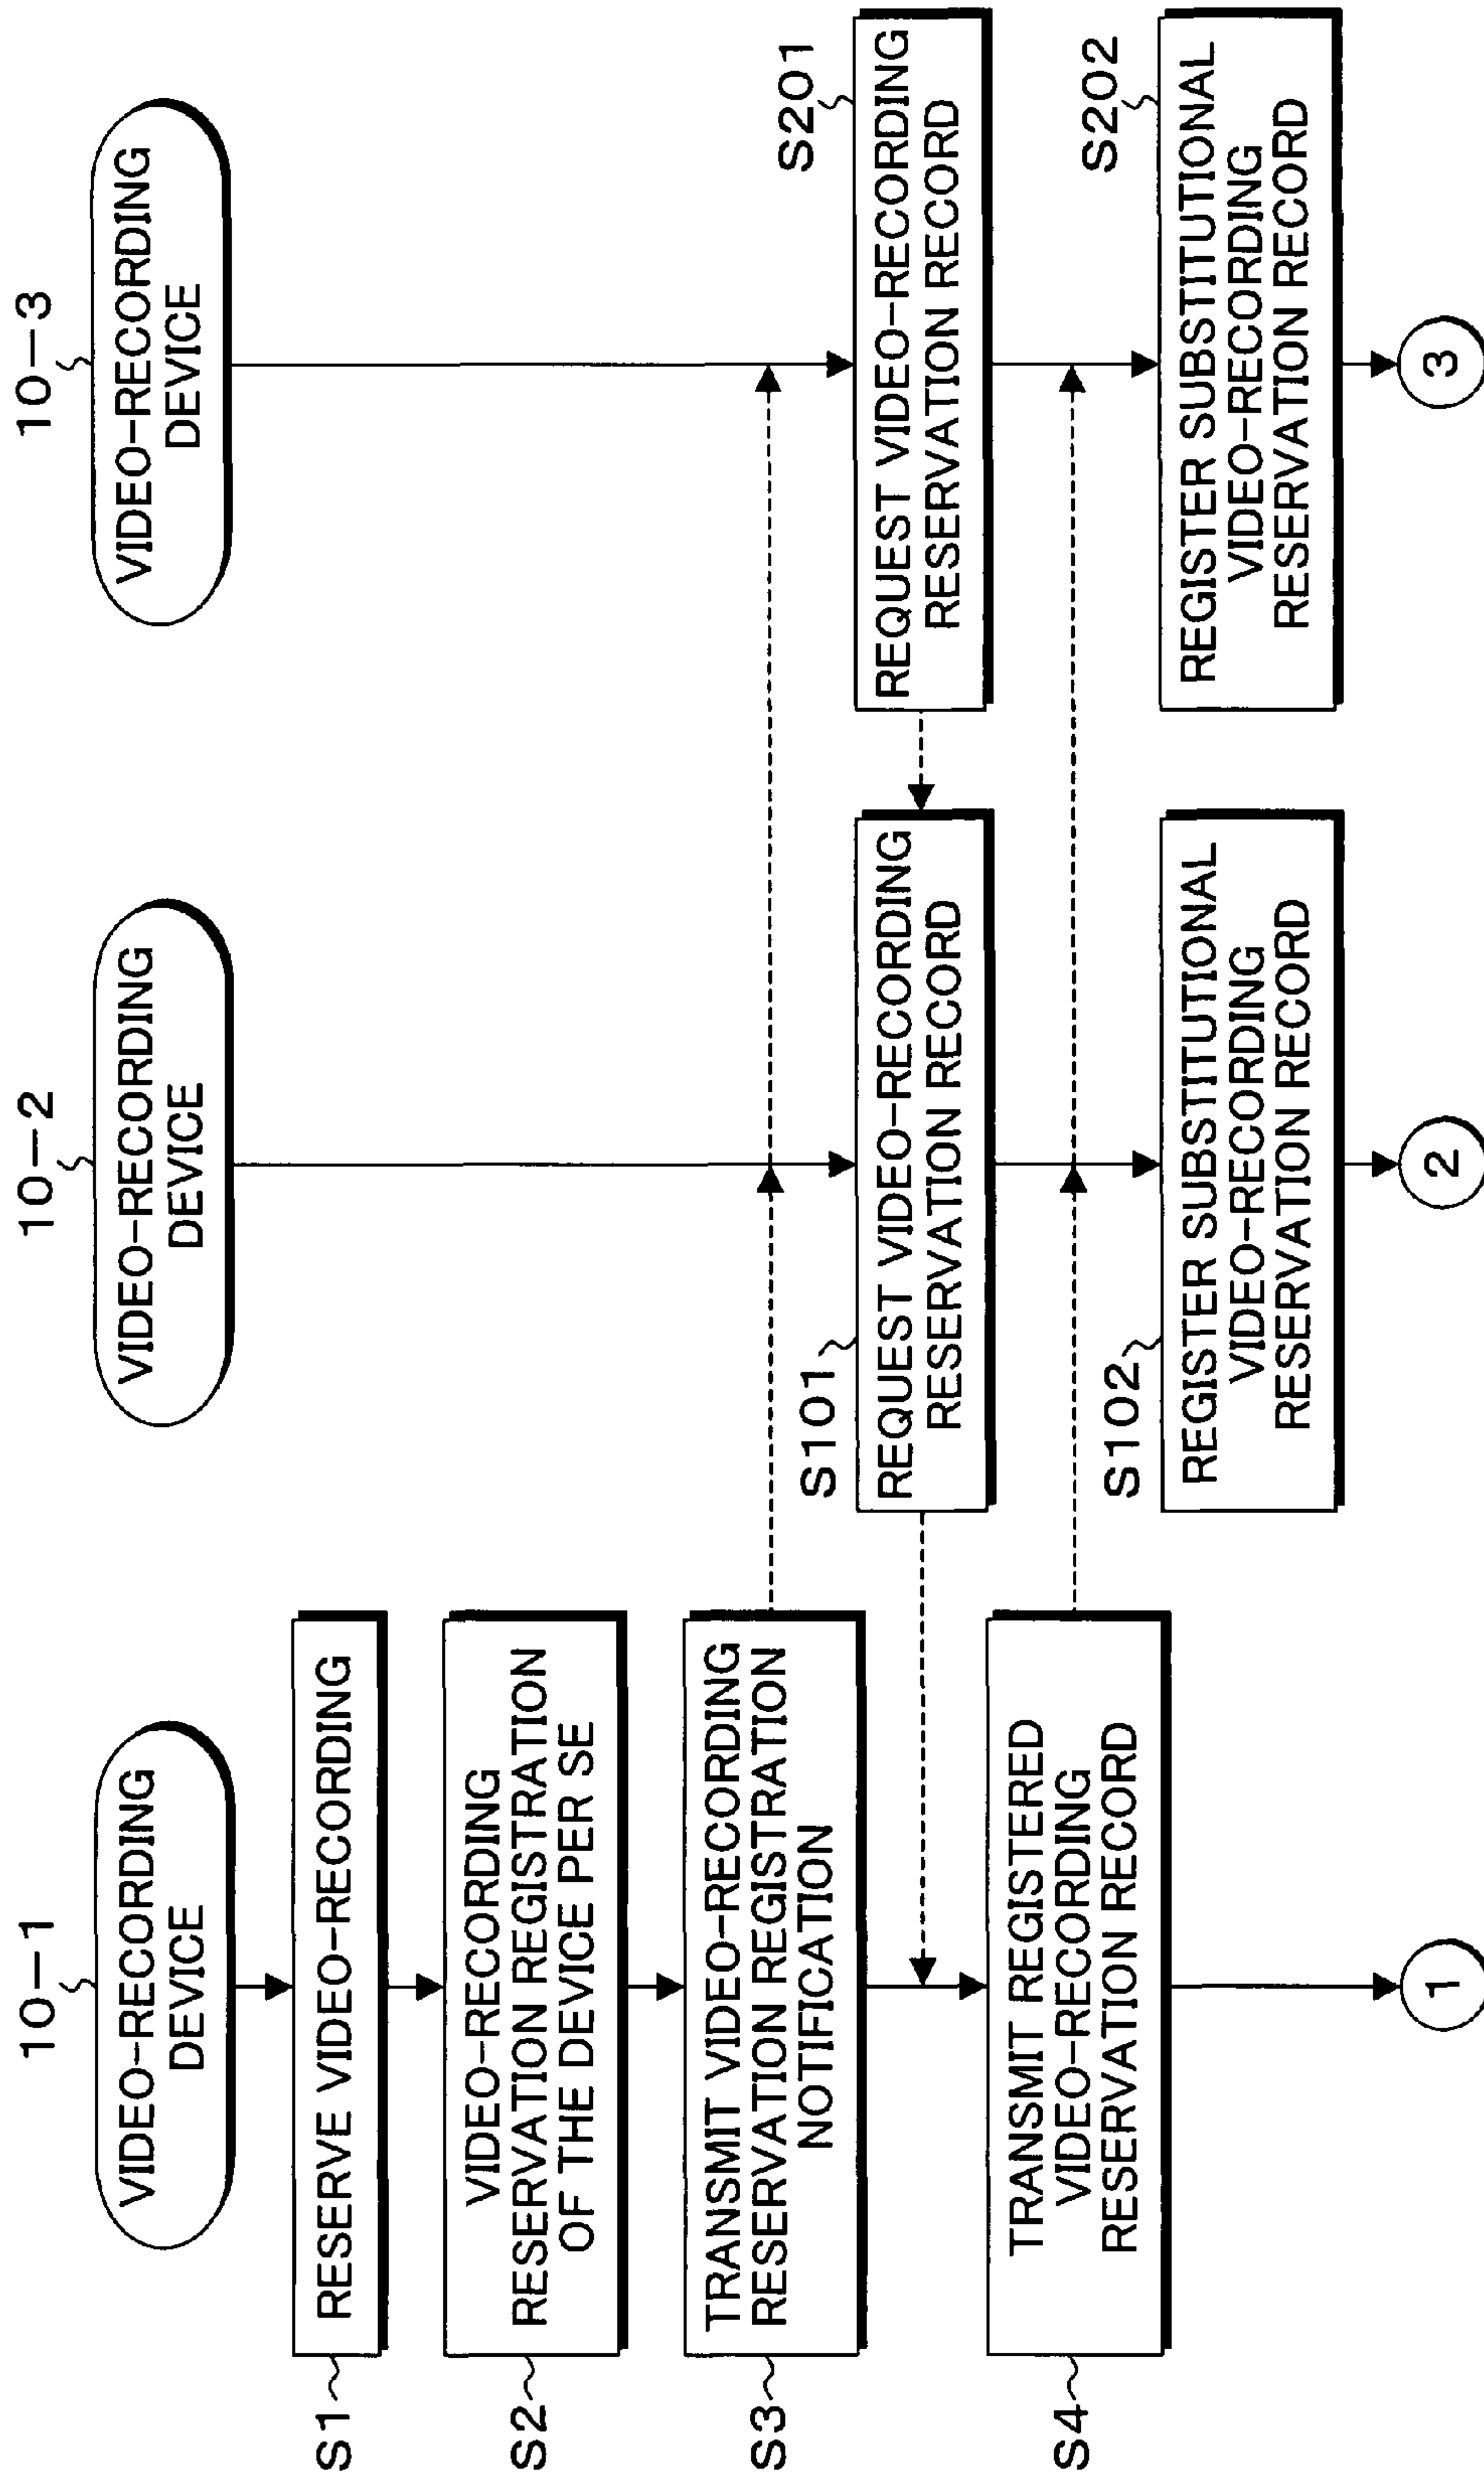 10-1
VIDEO-RECORDING
DEVICE
S1
RESERVE VIDEO-RECORDING
S2
VIDEO-RECORDING
RESERVATION REGISTRATION
OF THE DEVICE PER SE
S3
TRANSMIT VIDEO-RECORDING
RESERVATION REGISTRATION
NOTIFICATION
S4
TRANSMIT REGISTERED
VIDEO-RECORDING
RESERVATION RECORD
1
10-2
VIDEO-RECORDING
DEVICE
S101
REQUEST VIDEO-RECORDING
RESERVATION RECORD
S102
REGISTER SUBSTITUTIONAL
VIDEO-RECORDING
RESERVATION RECORD
2
10-3
VIDEO-RECORDING
DEVICE
S201
REQUEST VIDEO-RECORDING
RESERVATION RECORD
S202
REGISTER SUBSTITUTIONAL
VIDEO-RECORDING
RESERVATION RECORD
3